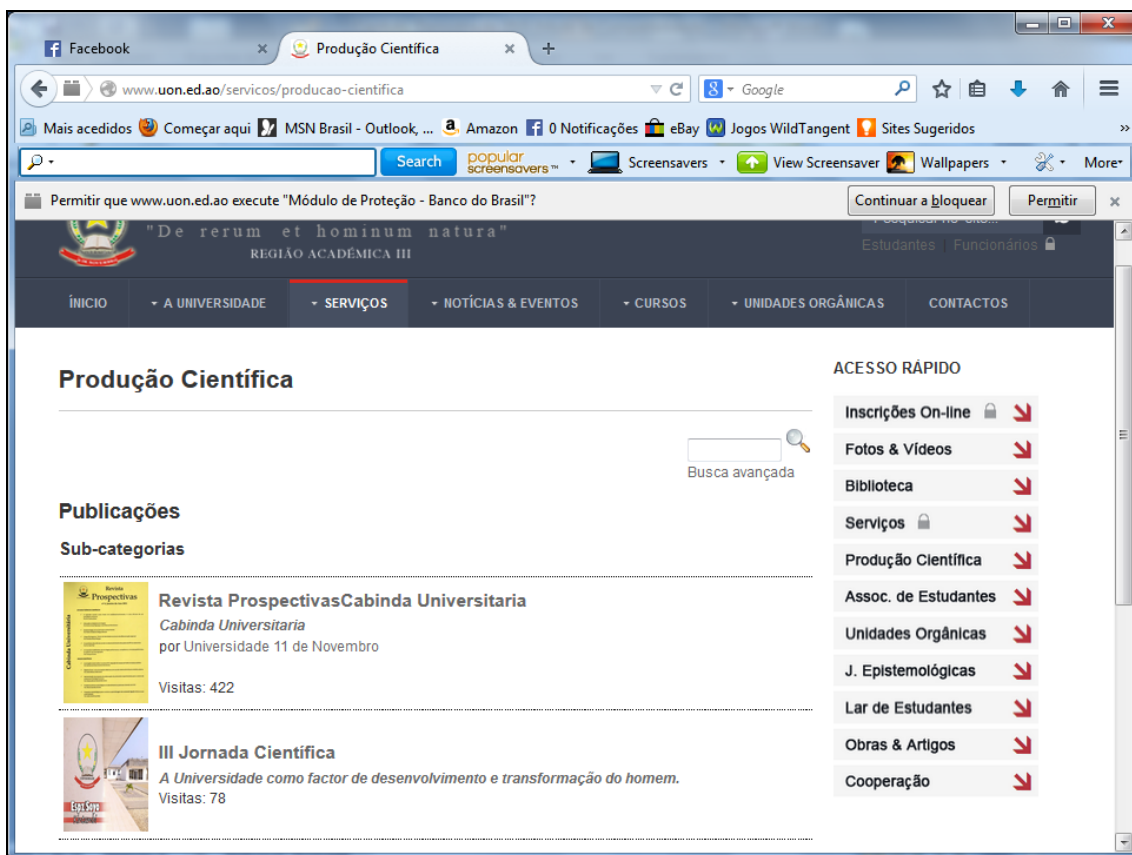 Facebook
Produção Científica
www.uon.ed.ao/servicos/producao-cientifica
Google
Mais acedidos Começar aqui MSN Brasil - Outlook, ... Amazon 0 Notificações eBay Jogos WildTangent Sites Sugeridos
Search popular screensavers™ Screensavers View Screensaver Wallpapers More
Permitir que www.uon.ed.ao execute "Módulo de Proteção - Banco do Brasil"? Continuar a bloquear Permitir
"De rerum et hominum natura"
REGIÃO ACADÉMICA III
Estudantes | Funcionários
ÍNICIO A UNIVERSIDADE SERVIÇOS NOTÍCIAS & EVENTOS CURSOS UNIDADES ORGÂNICAS CONTACTOS
Produção Científica
Busca avançada
Publicações
Sub-categorias
Revista
Prospectivas
Cabinda Universitária
Revista ProspectivasCabinda Universitaria
Cabinda Universitaria
por Universidade 11 de Novembro
Visitas: 422
III Jornada Científica
A Universidade como factor de desenvolvimento e transformação do homem.
Visitas: 78
ACESSO RÁPIDO
Inscrições On-line
Fotos & Vídeos
Biblioteca
Serviços
Produção Científica
Assoc. de Estudantes
Unidades Orgânicas
J. Epistemológicas
Lar de Estudantes
Obras & Artigos
Cooperação